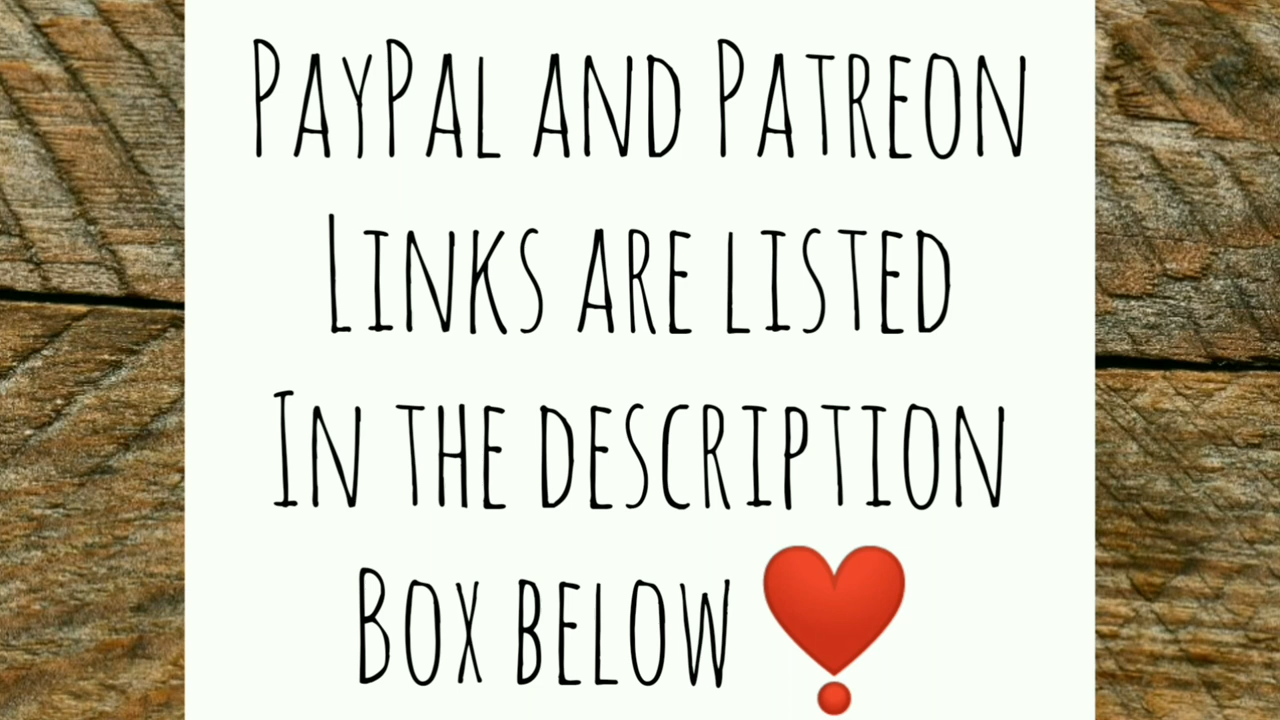 PayPal and Patreon
Links are listed
In the description
Box below ❣️